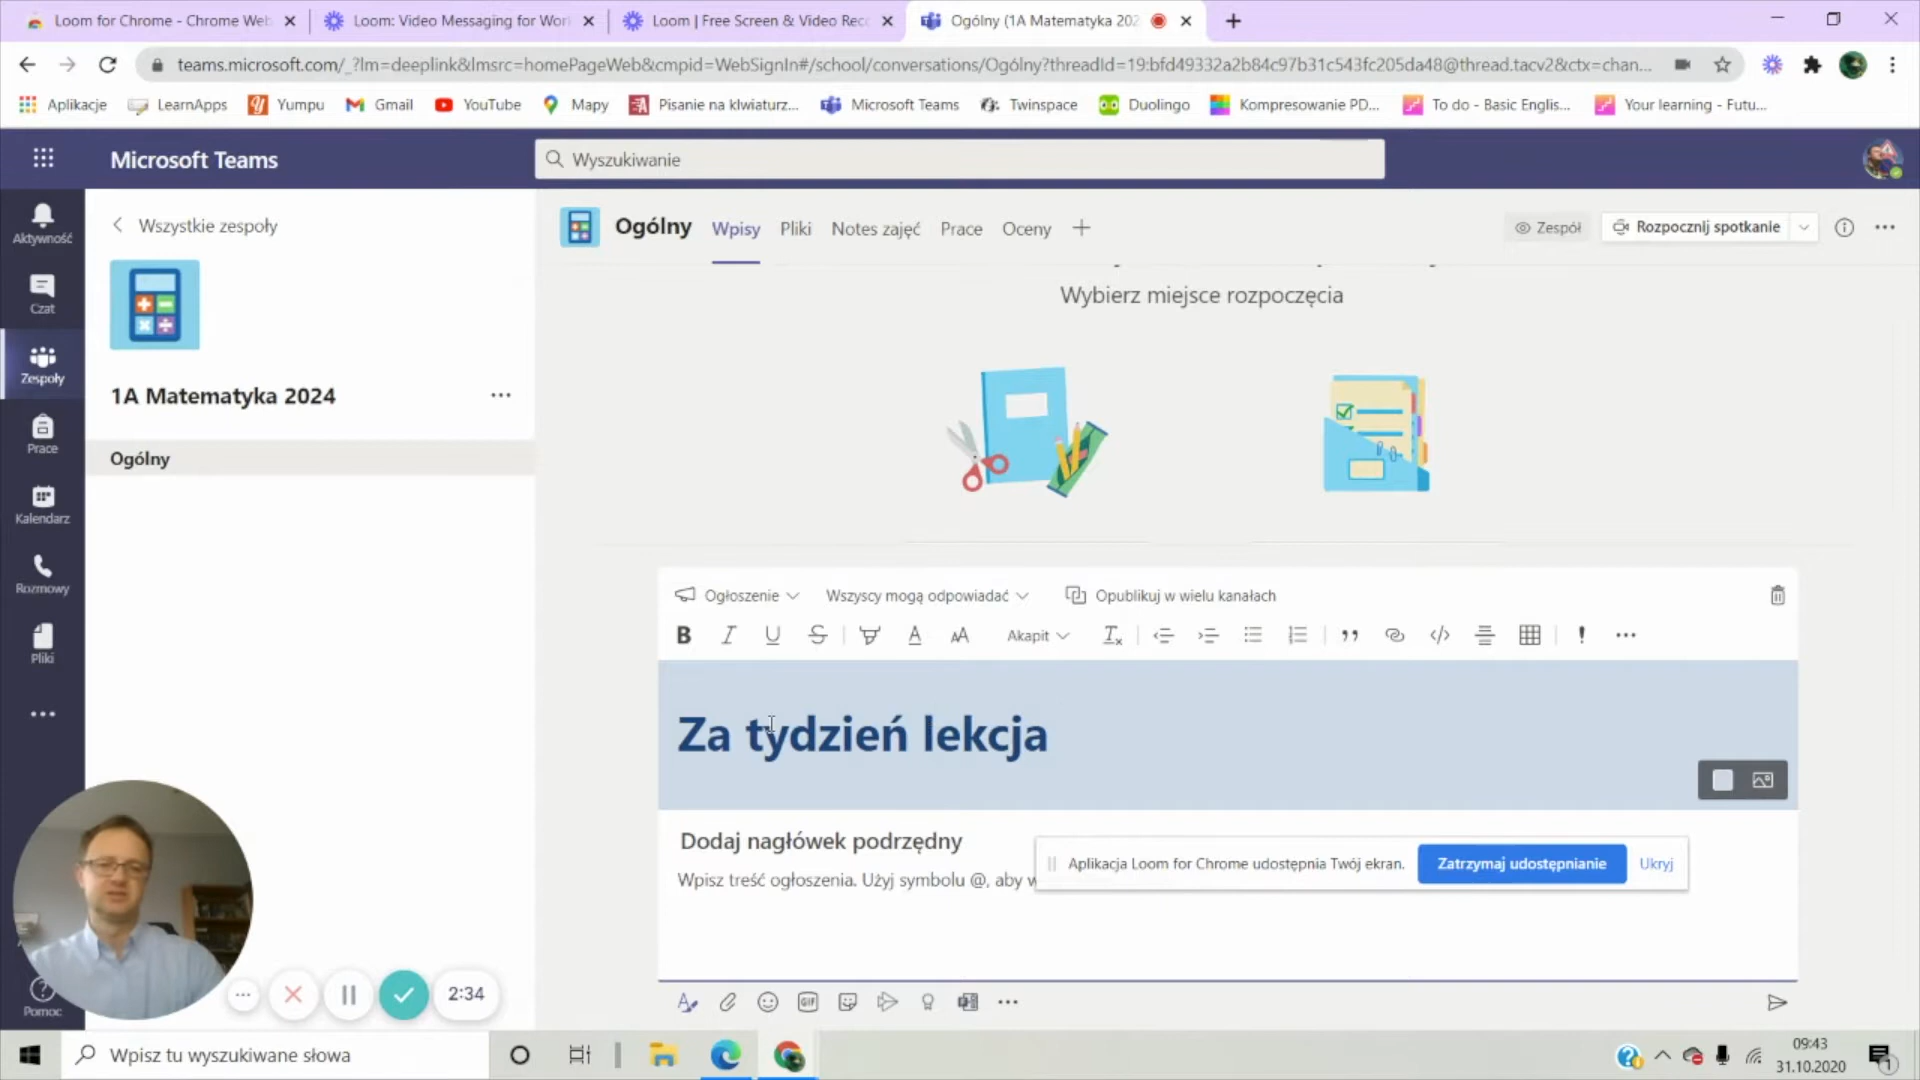 Loom for Chrome - Chrome Web
Loom: Video Messaging for Wor
Loom | Free Screen & Video Rec
Ogólny (1A Matematyka 202
teams.microsoft.com/_?lm=deeplink&lmsrc=homePageWeb&cmpid=WebSignIn#/school/conversations/Ogólny?threadId=19:bfd49332a2b84c97b31c543fc205da48@thread.tacv2&ctx=chan...
Aplikacje LearnApps Yumpu Gmail YouTube Mapy Pisanie na klwiaturz... Microsoft Teams Twinspace Duolingo Kompresowanie PD... To do - Basic Englis... Your learning - Futu...
Microsoft Teams
Wyszukiwanie
Aktywność
Czat
Zespoły
Prace
Kalendarz
Rozmowy
Pliki
Pomoc
Wszystkie zespoły
1A Matematyka 2024
Ogólny
Ogólny Wpisy Pliki Notes zajęć Prace Oceny
Zespół
Rozpocznij spotkanie
Wybierz miejsce rozpoczęcia
Ogłoszenie Wszyscy mogą odpowiadać Opublikuj w wielu kanałach
Akapit
Za tydzień lekcja
Dodaj nagłówek podrzędny
Wpisz treść ogłoszenia. Użyj symbolu @, aby w
Aplikacja Loom for Chrome udostępnia Twój ekran. Zatrzymaj udostępnianie Ukryj
GIF
2:34
Wpisz tu wyszukiwane słowa
09:43
31.10.2020
1